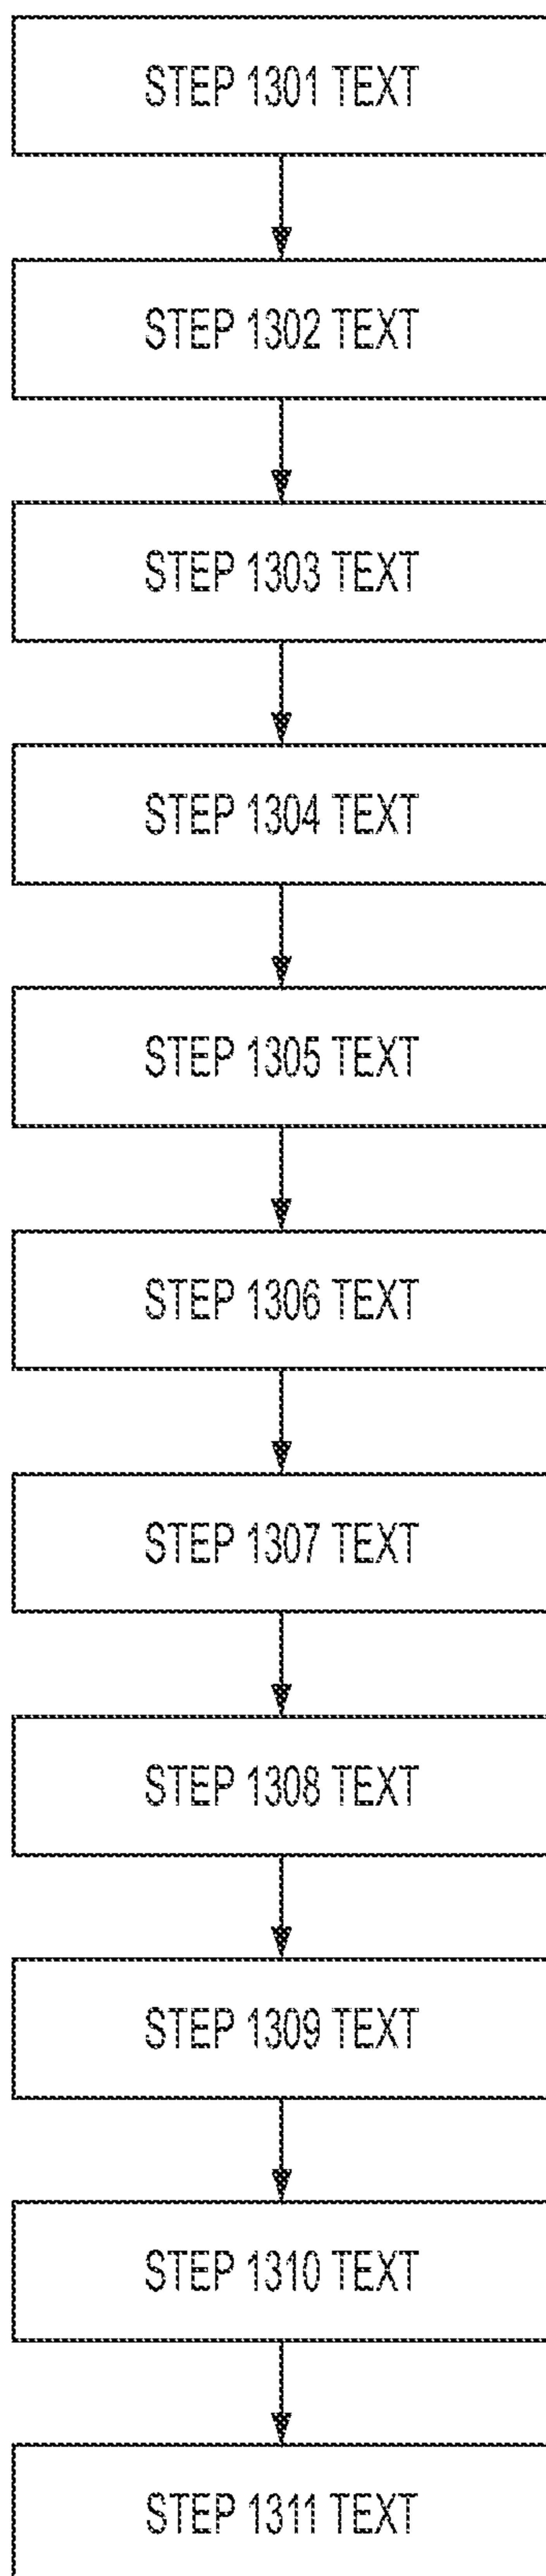 STEP 1301 TEXT
STEP 1302 TEXT
STEP 1303 TEXT
STEP 1304 TEXT
STEP 1305 TEXT
STEP 1306 TEXT
STEP 1307 TEXT
STEP 1308 TEXT
STEP 1309 TEXT
STEP 1310 TEXT
STEP 1311 TEXT